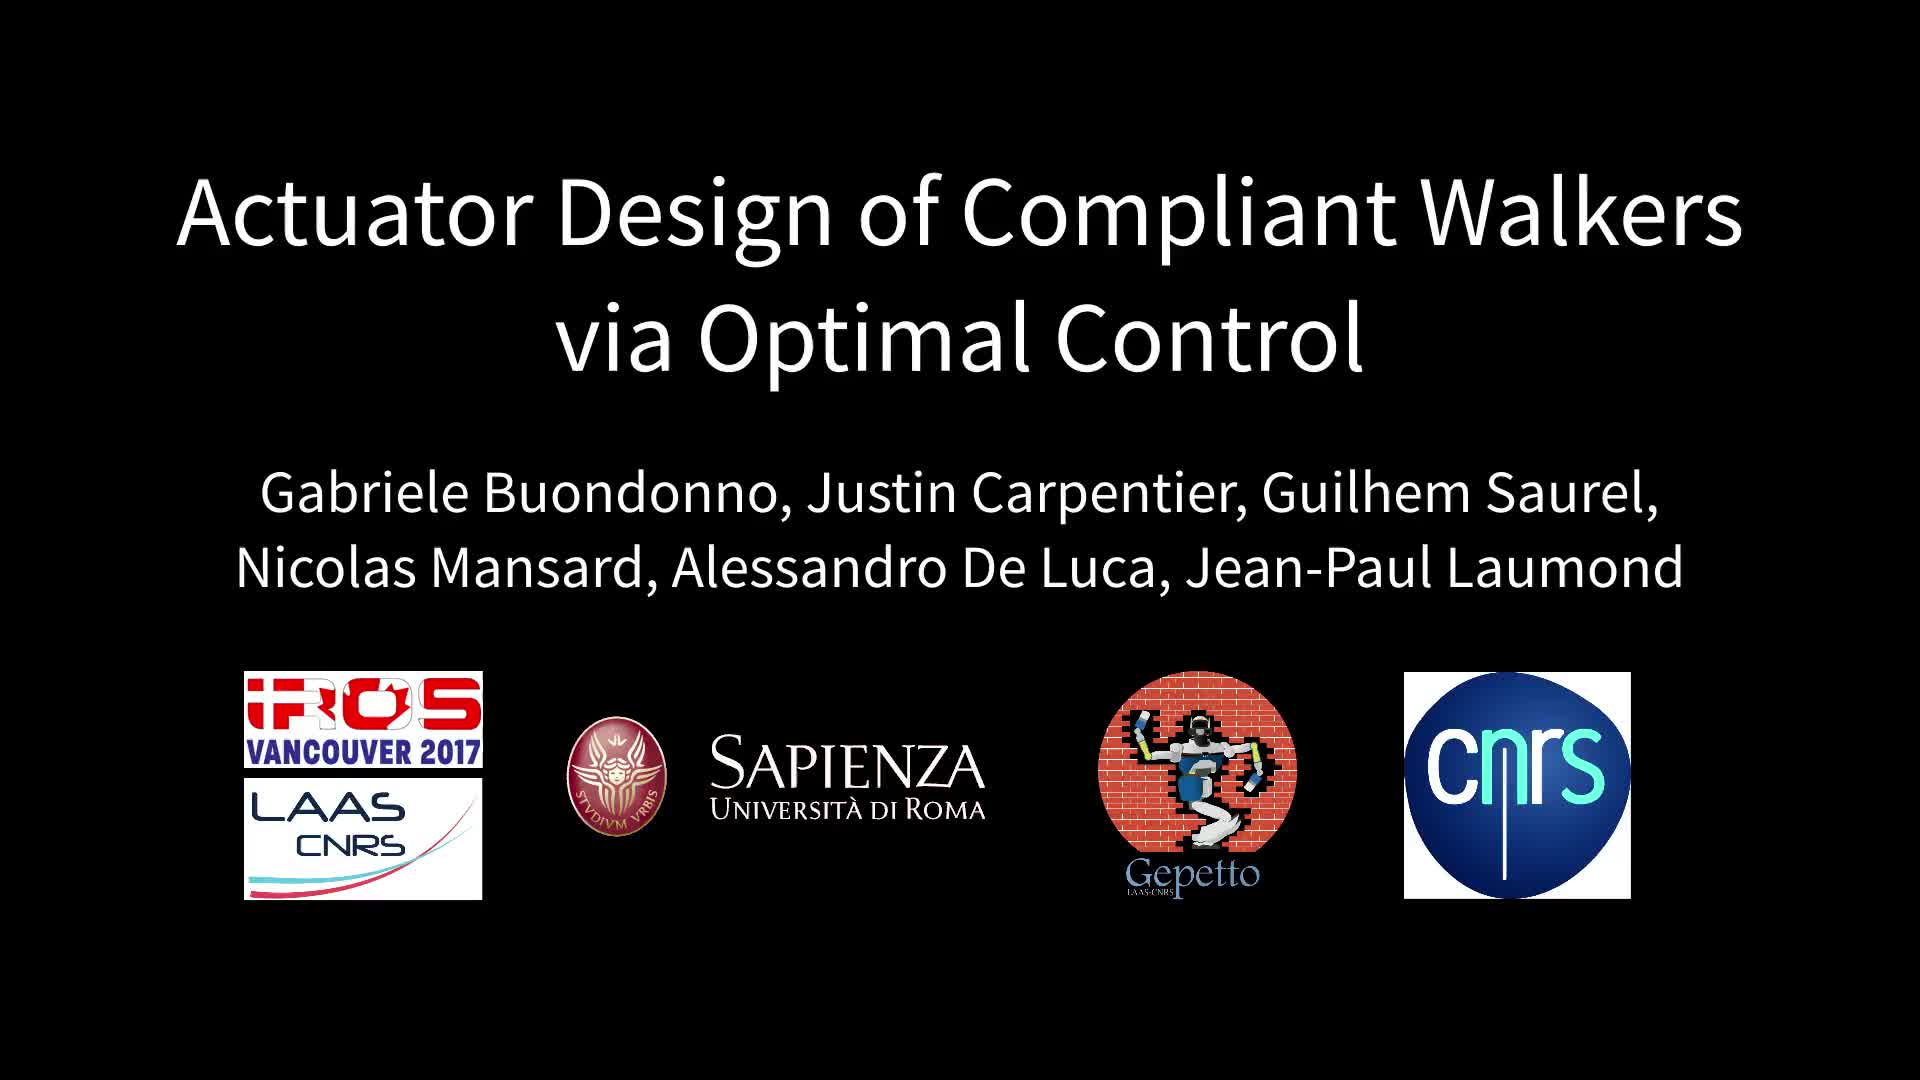 Actuator Design of Compliant Walkers
via Optimal Control
Gabriele Buondonno, Justin Carpentier, Guilhem Saurel,
Nicolas Mansard, Alessandro De Luca, Jean-Paul Laumond
iROS
VANCOUVER 2017
LAAS
CNRS
STVDIVM VRBIS
SAPIENZA
UNIVERSITÀ DI ROMA
Gepetto
LAAS-CNRS
cnrs